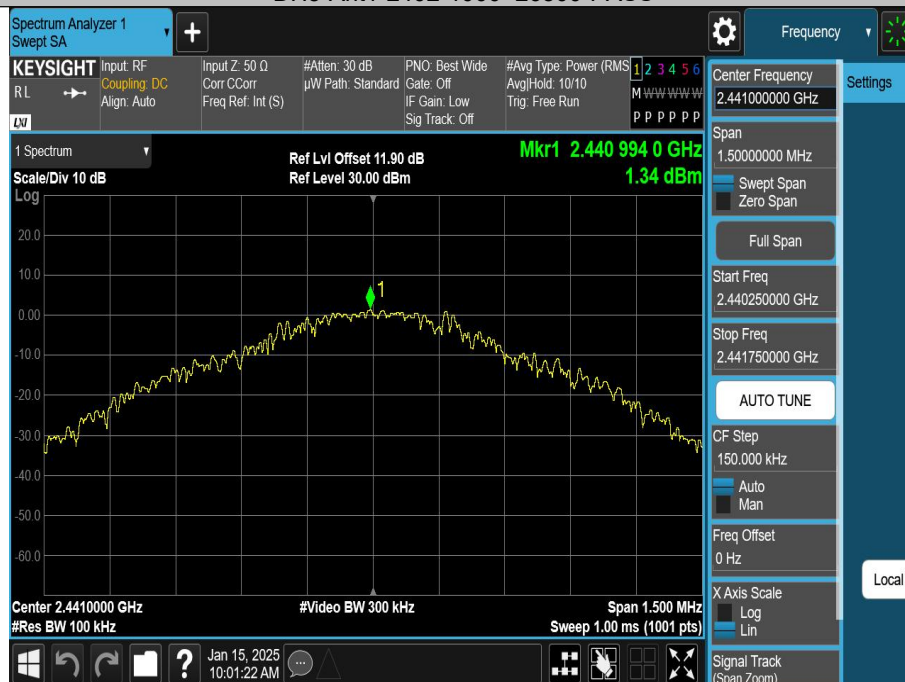 Spectrum Analyzer 1
Swept SA
+
Frequency
KEYSIGHT
RL
LXI
Input: RF
Coupling: DC
Align: Auto
Input Z: 50 Ω
Corr CCorr
Freq Ref: Int (S)
#Atten: 30 dB
µW Path: Standard
PNO: Best Wide
Gate: Off
IF Gain: Low
Sig Track: Off
#Avg Type: Power (RMS
Avg|Hold: 10/10
Trig: Free Run
1 2 3 4 5 6
M W W W W W
P P P P P P
Center Frequency
2.441000000 GHz
Settings
Span
1.50000000 MHz
Swept Span
Zero Span
Full Span
Start Freq
2.440250000 GHz
Stop Freq
2.441750000 GHz
AUTO TUNE
CF Step
150.000 kHz
Auto
Man
Freq Offset
0 Hz
Local
X Axis Scale
Log
Lin
Signal Track
(Span Zoom)
1 Spectrum
Scale/Div 10 dB
Log
Ref Lvl Offset 11.90 dB
Ref Level 30.00 dBm
Mkr1 2.440 994 0 GHz
1.34 dBm
20.0
10.0
0.00
-10.0
-20.0
-30.0
-40.0
-50.0
-60.0
1
Center 2.4410000 GHz
#Res BW 100 kHz
#Video BW 300 kHz
Span 1.500 MHz
Sweep 1.00 ms (1001 pts)
?
Jan 15, 2025
10:01:22 AM